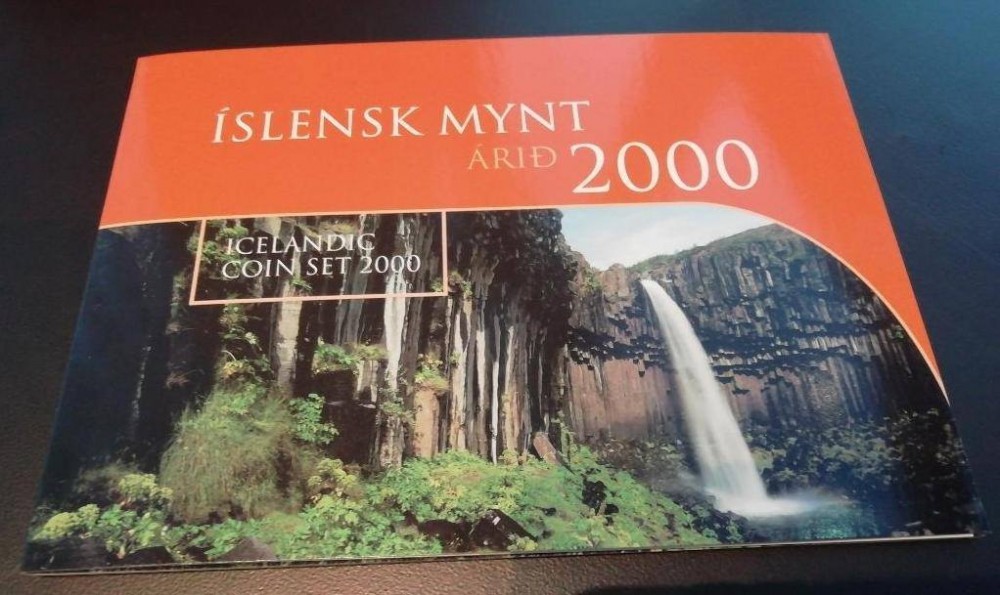 ÍSLENSK MYNT
ÁRIÐ 2000
ICELANDIC
COIN SET 2000